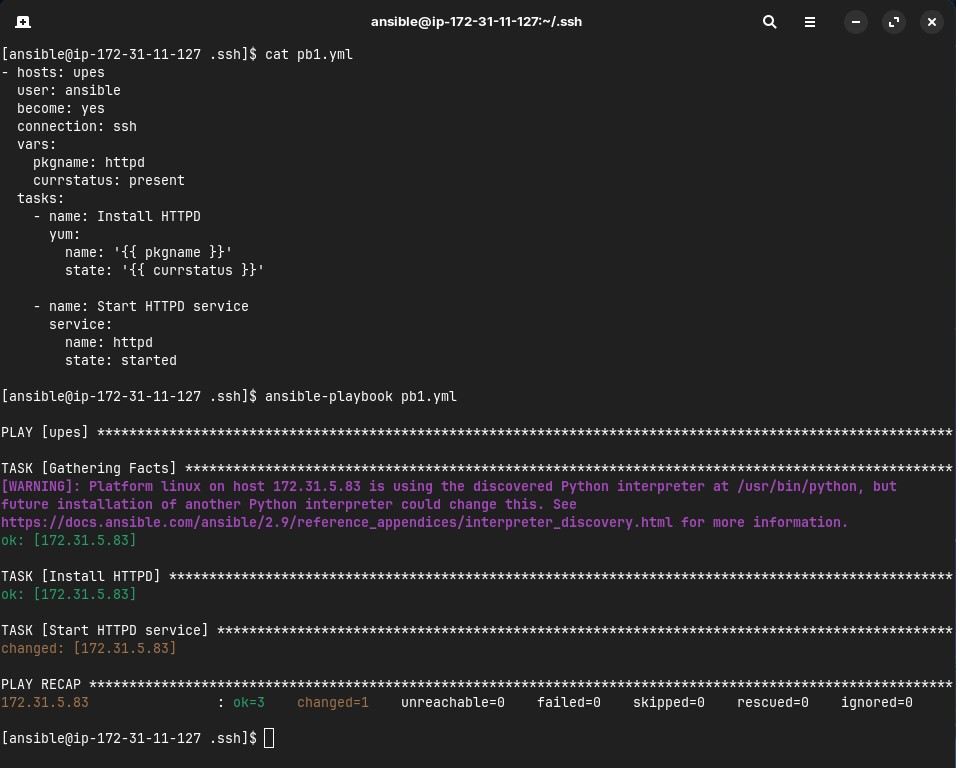 ansible@ip-172-31-11-127:~/.ssh
[ansible@ip-172-31-11-127 .ssh]$ cat pb1.yml
- hosts: upes
  user: ansible
  become: yes
  connection: ssh
  vars:
    pkgname: httpd
    currstatus: present
  tasks:
    - name: Install HTTPD
      yum:
        name: '{{ pkgname }}'
        state: '{{ currstatus }}'

    - name: Start HTTPD service
      service:
        name: httpd
        state: started

[ansible@ip-172-31-11-127 .ssh]$ ansible-playbook pb1.yml

PLAY [upes] ***********************************************************************************************************

TASK [Gathering Facts] ************************************************************************************************
[WARNING]: Platform linux on host 172.31.5.83 is using the discovered Python interpreter at /usr/bin/python, but
future installation of another Python interpreter could change this. See
https://docs.ansible.com/ansible/2.9/reference_appendices/interpreter_discovery.html for more information.
ok: [172.31.5.83]

TASK [Install HTTPD] **************************************************************************************************
ok: [172.31.5.83]

TASK [Start HTTPD service] ********************************************************************************************
changed: [172.31.5.83]

PLAY RECAP ************************************************************************************************************
172.31.5.83                : ok=3    changed=1    unreachable=0    failed=0    skipped=0    rescued=0    ignored=0

[ansible@ip-172-31-11-127 .ssh]$